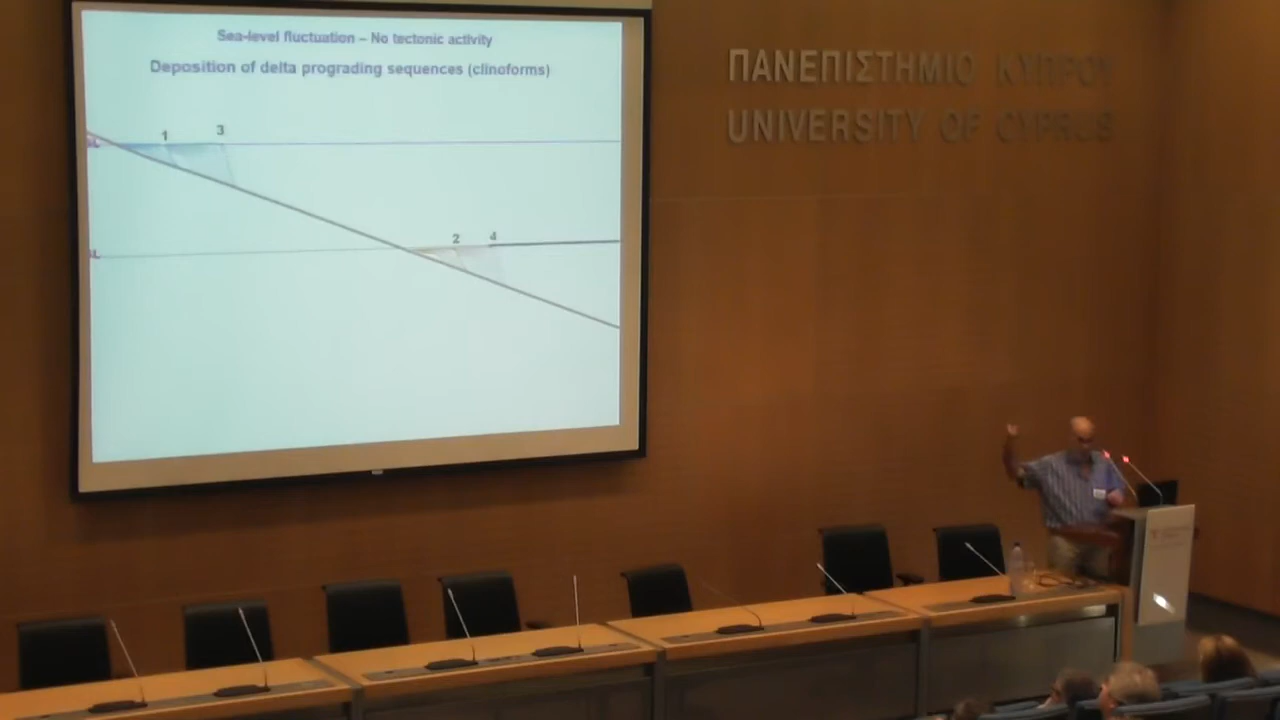 Sea-level fluctuation – No tectonic activity
Deposition of delta prograding sequences (clinoforms)
1 3
2 4
ΠΑΝΕΠΙΣΤΗΜΙΟ ΚΥΠΡΟΥ
UNIVERSITY OF CYPRUS